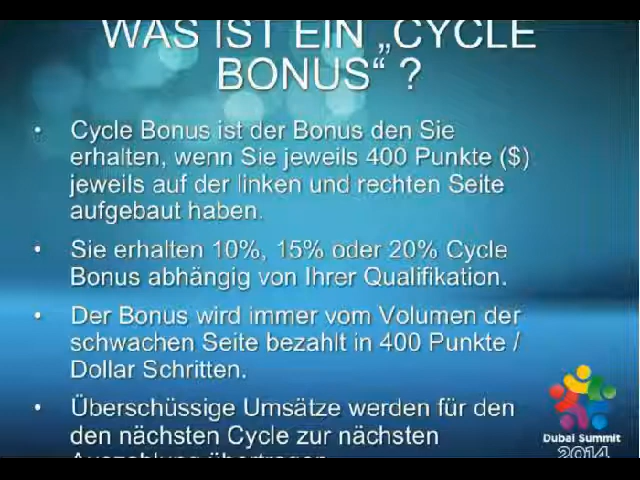 WAS IST EIN „CYCLE
BONUS“ ?
• Cycle Bonus ist der Bonus den Sie
erhalten, wenn Sie jeweils 400 Punkte ($)
jeweils auf der linken und rechten Seite
aufgebaut haben.
• Sie erhalten 10%, 15% oder 20% Cycle
Bonus abhängig von Ihrer Qualifikation.
• Der Bonus wird immer vom Volumen der
schwachen Seite bezahlt in 400 Punkte /
Dollar Schritten.
• Überschüssige Umsätze werden für den
den nächsten Cycle zur nächsten
Dubai Summit
2014